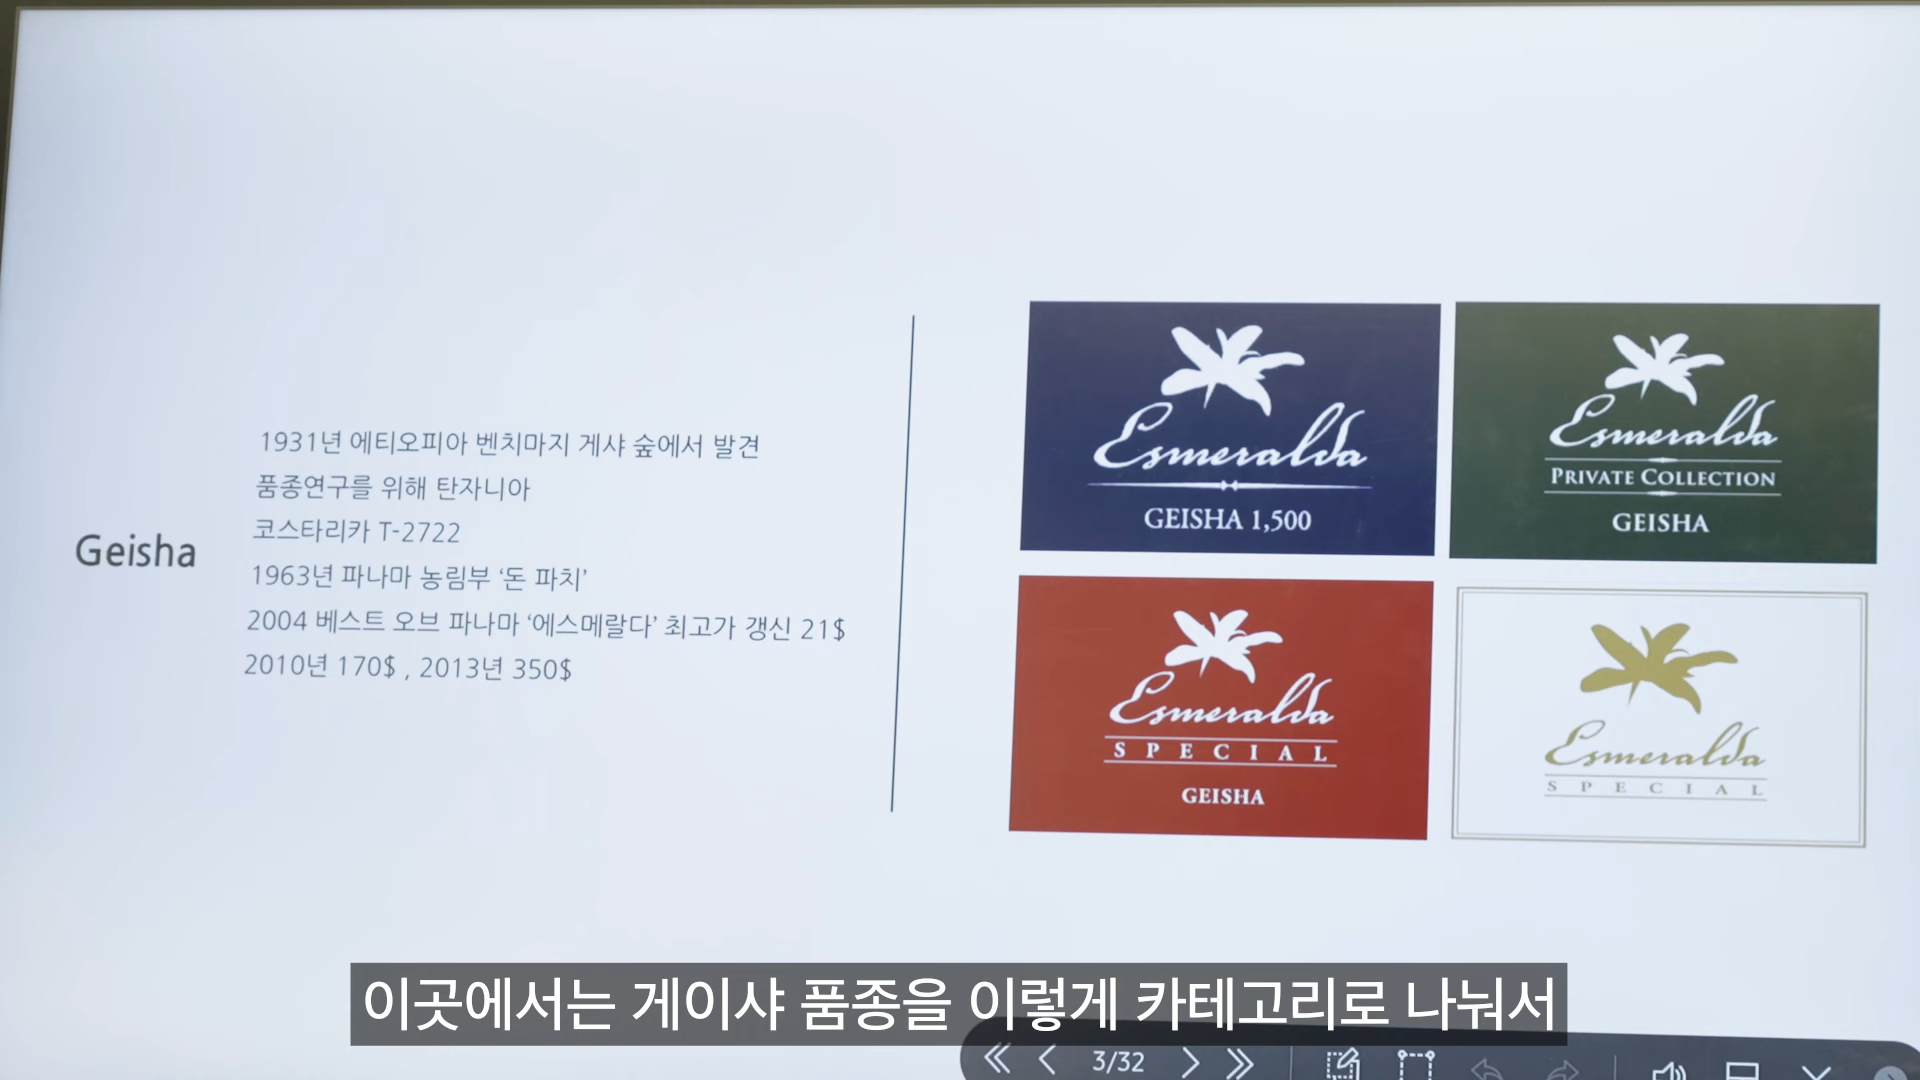 Geisha
1931년 에티오피아 벤치마지 게샤 숲에서 발견
품종연구를 위해 탄자니아
코스타리카 T-2722
1963년 파나마 농림부 ‘돈 파치’
2004 베스트 오브 파나마 ‘에스메랄다’ 최고가 갱신 21$
2010년 170$ , 2013년 350$
Esmeralda
GEISHA 1,500
Esmeralda
PRIVATE COLLECTION
GEISHA
Esmeralda
SPECIAL
GEISHA
Esmeralda
SPECIAL
이곳에서는 게이샤 품종을 이렇게 카테고리로 나눠서
3/32